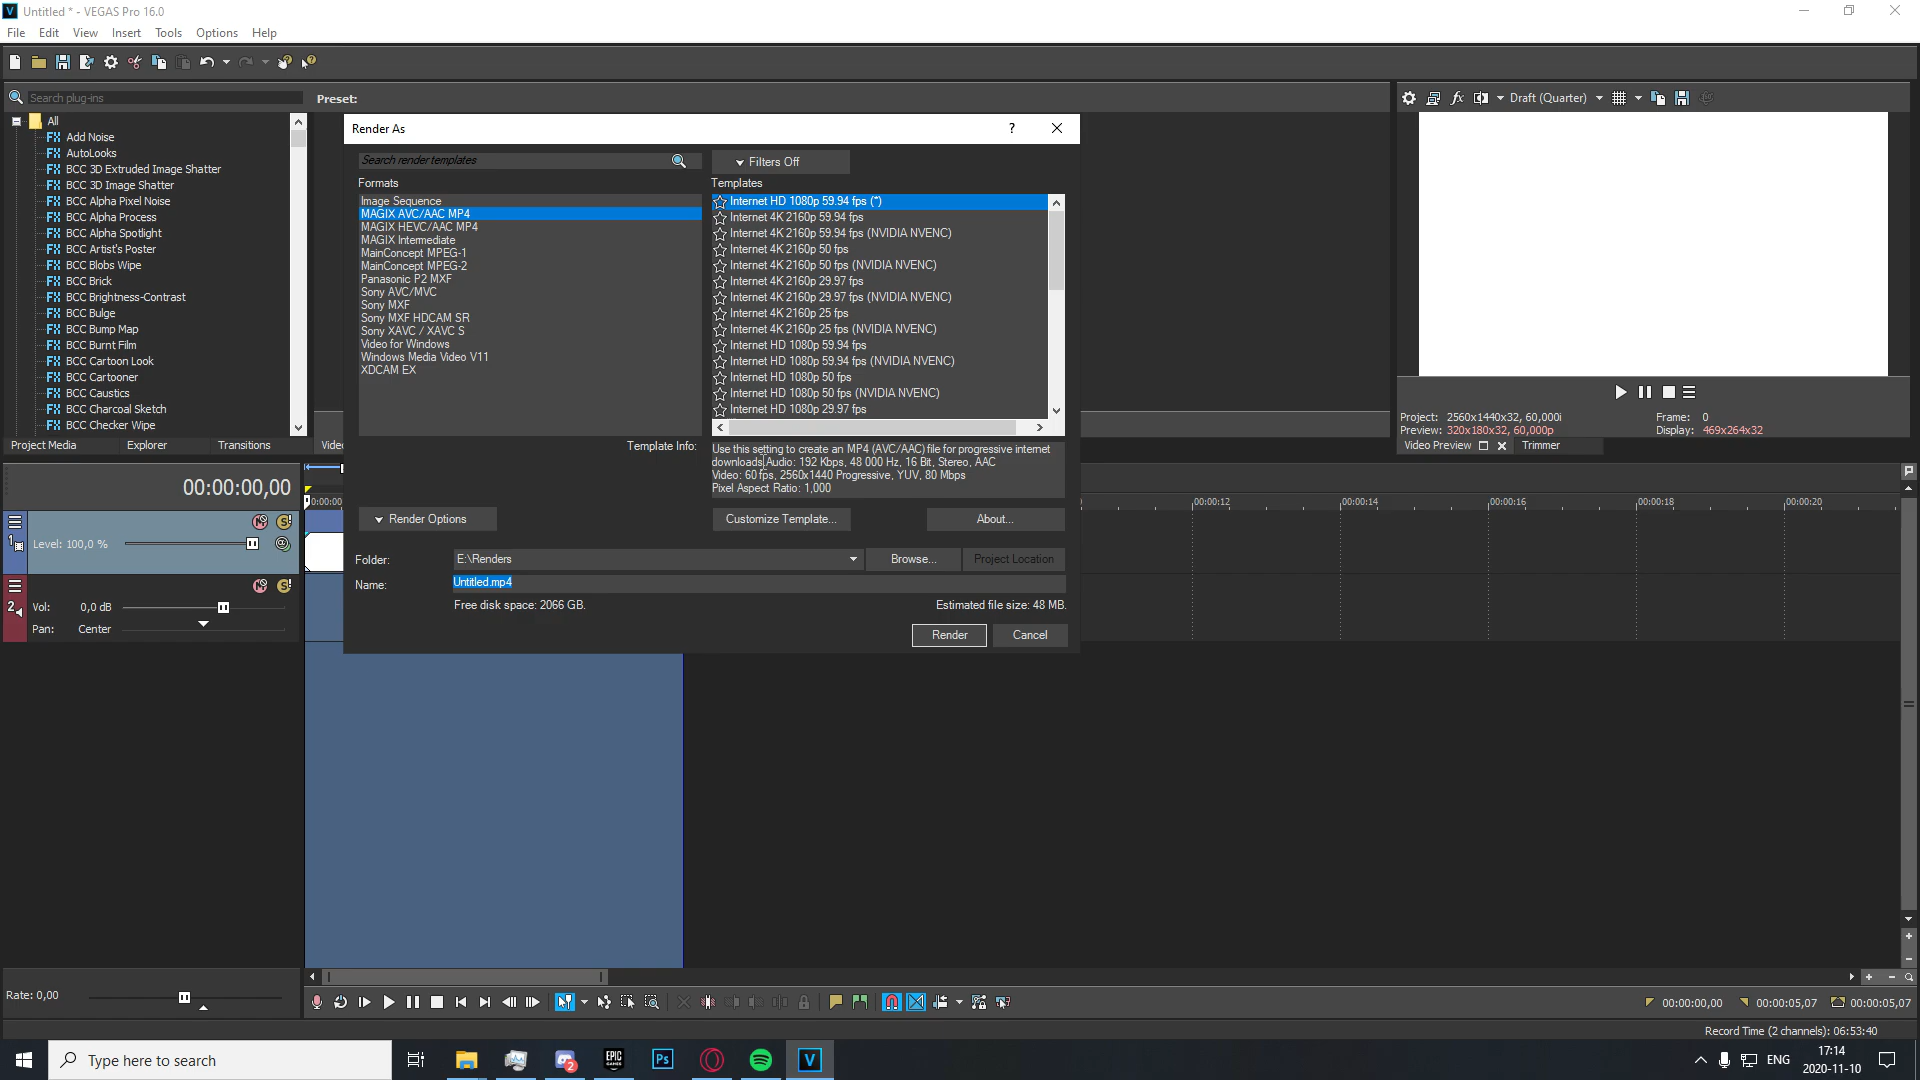 Untitled * - VEGAS Pro 16.0
File Edit View Insert Tools Options Help
Search plug-ins
Preset:
All
Add Noise
AutoLooks
BCC 3D Extruded Image Shatter
BCC 3D Image Shatter
BCC Alpha Pixel Noise
BCC Alpha Process
BCC Alpha Spotlight
BCC Artist's Poster
BCC Blobs Wipe
BCC Brick
BCC Brightness-Contrast
BCC Bulge
BCC Bump Map
BCC Burnt Film
BCC Cartoon Look
BCC Cartooner
BCC Caustics
BCC Charcoal Sketch
BCC Checker Wipe
Project Media Explorer Transitions
Render As
Search render templates
Filters Off
Formats
Image Sequence
MAGIX AVC/AAC MP4
MAGIX HEVC/AAC MP4
MAGIX Intermediate
MainConcept MPEG-1
MainConcept MPEG-2
Panasonic P2 MXF
Sony AVC/MVC
Sony MXF
Sony MXF HDCAM SR
Sony XAVC / XAVC S
Video for Windows
Windows Media Video V11
XDCAM EX
Templates
Internet HD 1080p 59.94 fps (*)
Internet 4K 2160p 59.94 fps
Internet 4K 2160p 59.94 fps (NVIDIA NVENC)
Internet 4K 2160p 50 fps
Internet 4K 2160p 50 fps (NVIDIA NVENC)
Internet 4K 2160p 29.97 fps
Internet 4K 2160p 29.97 fps (NVIDIA NVENC)
Internet 4K 2160p 25 fps
Internet 4K 2160p 25 fps (NVIDIA NVENC)
Internet HD 1080p 59.94 fps
Internet HD 1080p 59.94 fps (NVIDIA NVENC)
Internet HD 1080p 50 fps
Internet HD 1080p 50 fps (NVIDIA NVENC)
Internet HD 1080p 29.97 fps
Template Info:
Use this setting to create an MP4 (AVC/AAC) file for progressive internet
downloads Audio: 192 Kbps, 48 000 Hz, 16 Bit, Stereo, AAC
Video: 60 fps, 2560x1440 Progressive, YUV, 80 Mbps
Pixel Aspect Ratio: 1,000
Render Options
Customize Template...
About...
Folder: E:\Renders Browse... Project Location
Name: Untitled.mp4
Free disk space: 2066 GB. Estimated file size: 48 MB.
Render Cancel
Draft (Quarter)
Project: 2560x1440x32, 60,000i Frame: 0
Preview: 320x180x32, 60,000p Display: 469x264x32
Video Preview Trimmer
00:00:00,00
00:00:12 00:00:14 00:00:16 00:00:18 00:00:20
1
Level: 100,0 %
2
Vol: 0,0 dB
Pan: Center
Rate: 0,00
00:00:00,00 00:00:05,07 00:00:05,07
Record Time (2 channels): 06:53:40
Type here to search
2
EPIC GAMES
Ps
V
ENG
17:14
2020-11-10